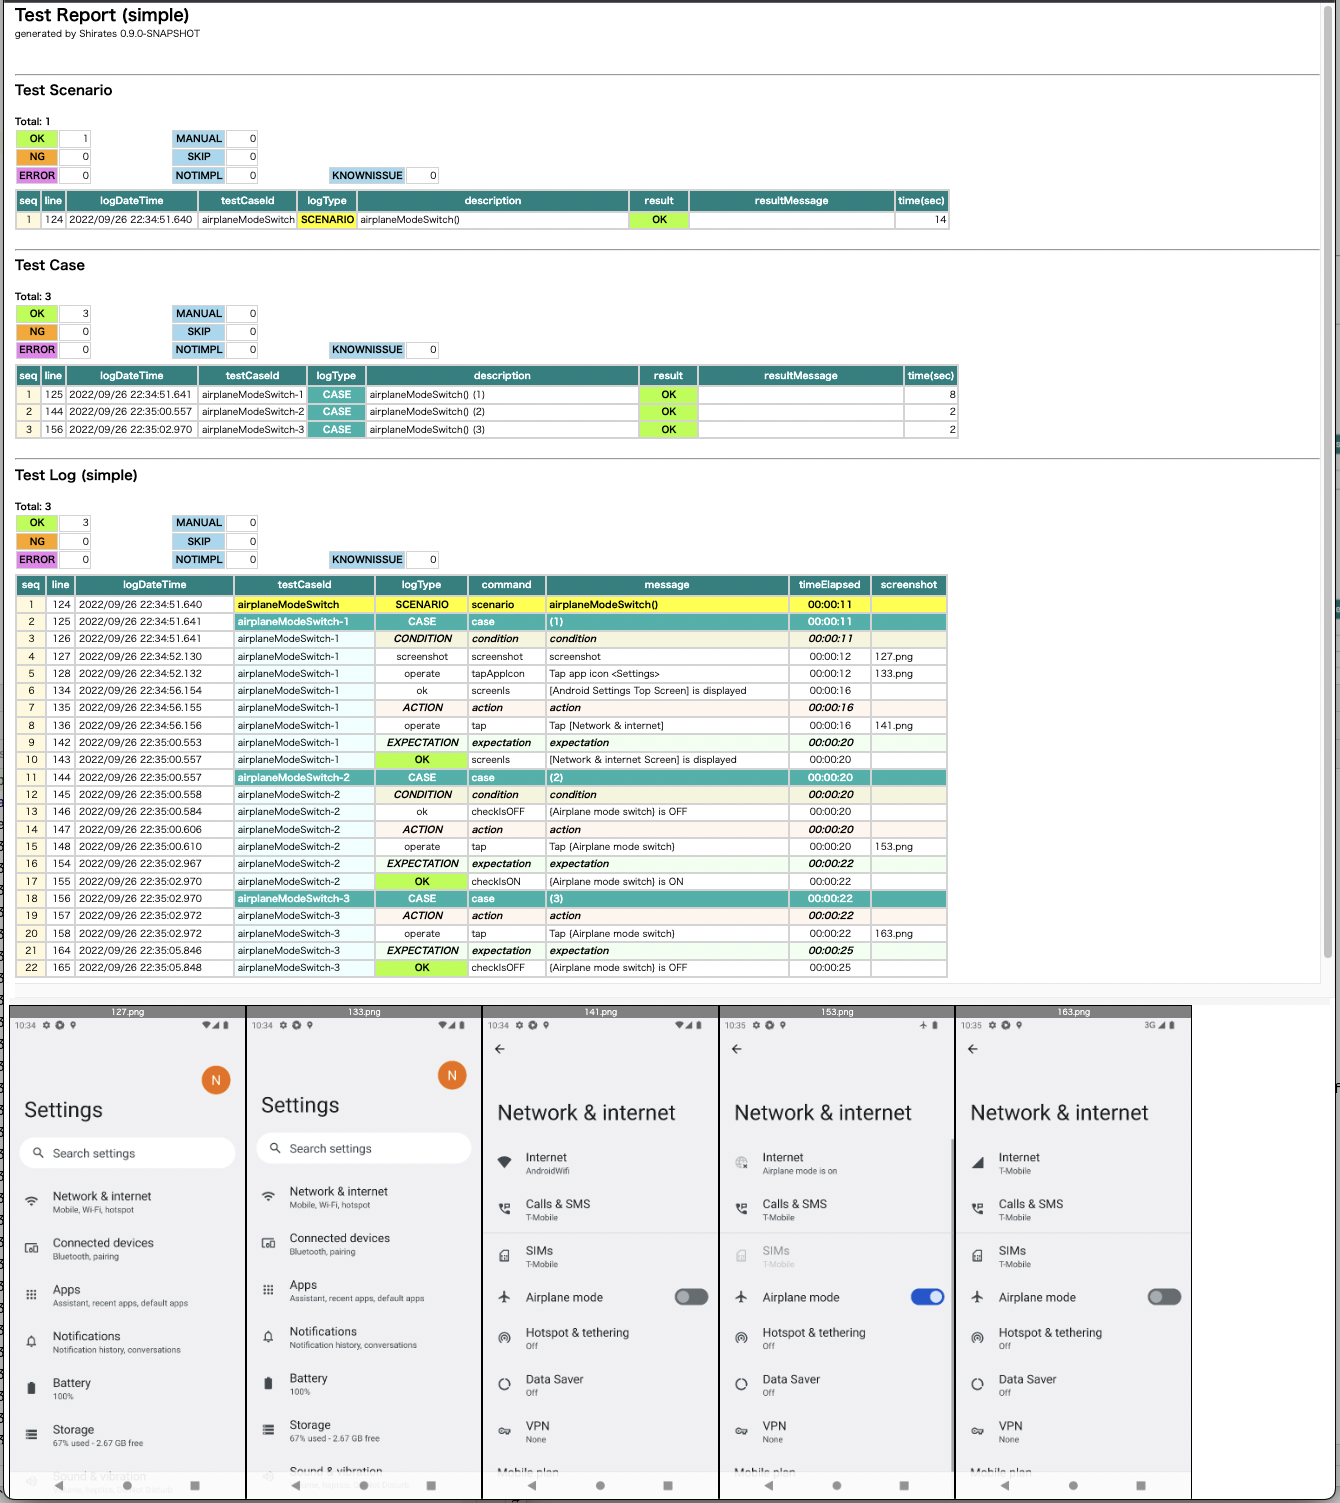 Test Report (simple)
generated by Shirates 0.9.0-SNAPSHOT
Test Scenario
Total: 1
OK 1 MANUAL 0
NG 0 SKIP 0
ERROR 0 NOTIMPL 0 KNOWNISSUE 0
seq line logDateTime testCaseId logType description result resultMessage time(sec)
1 124 2022/09/26 22:34:51.640 airplaneModeSwitch SCENARIO airplaneModeSwitch() OK 14
Test Case
Total: 3
OK 3 MANUAL 0
NG 0 SKIP 0
ERROR 0 NOTIMPL 0 KNOWNISSUE 0
seq line logDateTime testCaseId logType description result resultMessage time(sec)
1 125 2022/09/26 22:34:51.641 airplaneModeSwitch-1 CASE airplaneModeSwitch() (1) OK 8
2 144 2022/09/26 22:35:00.557 airplaneModeSwitch-2 CASE airplaneModeSwitch() (2) OK 2
3 156 2022/09/26 22:35:02.970 airplaneModeSwitch-3 CASE airplaneModeSwitch() (3) OK 2
Test Log (simple)
Total: 3
OK 3 MANUAL 0
NG 0 SKIP 0
ERROR 0 NOTIMPL 0 KNOWNISSUE 0
seq line logDateTime testCaseId logType command message timeElapsed screenshot
1 124 2022/09/26 22:34:51.640 airplaneModeSwitch SCENARIO scenario airplaneModeSwitch() 00:00:11
2 125 2022/09/26 22:34:51.641 airplaneModeSwitch-1 CASE case (1) 00:00:11
3 126 2022/09/26 22:34:51.641 airplaneModeSwitch-1 CONDITION condition condition 00:00:11
4 127 2022/09/26 22:34:52.130 airplaneModeSwitch-1 screenshot screenshot screenshot 00:00:12 127.png
5 128 2022/09/26 22:34:52.132 airplaneModeSwitch-1 operate tapAppIcon Tap app icon <Settings> 00:00:12 133.png
6 134 2022/09/26 22:34:56.154 airplaneModeSwitch-1 ok screenIs [Android Settings Top Screen] is displayed 00:00:16
7 135 2022/09/26 22:34:56.155 airplaneModeSwitch-1 ACTION action action 00:00:16
8 136 2022/09/26 22:34:56.156 airplaneModeSwitch-1 operate tap Tap [Network & internet] 00:00:16 141.png
9 142 2022/09/26 22:35:00.553 airplaneModeSwitch-1 EXPECTATION expectation expectation 00:00:20
10 143 2022/09/26 22:35:00.557 airplaneModeSwitch-1 OK screenIs [Network & internet Screen] is displayed 00:00:20
11 144 2022/09/26 22:35:00.557 airplaneModeSwitch-2 CASE case (2) 00:00:20
12 145 2022/09/26 22:35:00.558 airplaneModeSwitch-2 CONDITION condition condition 00:00:20
13 146 2022/09/26 22:35:00.584 airplaneModeSwitch-2 ok checkIsOFF {Airplane mode switch} is OFF 00:00:20
14 147 2022/09/26 22:35:00.606 airplaneModeSwitch-2 ACTION action action 00:00:20
15 148 2022/09/26 22:35:00.610 airplaneModeSwitch-2 operate tap Tap {Airplane mode switch} 00:00:20 153.png
16 154 2022/09/26 22:35:02.967 airplaneModeSwitch-2 EXPECTATION expectation expectation 00:00:22
17 155 2022/09/26 22:35:02.970 airplaneModeSwitch-2 OK checkIsON {Airplane mode switch} is ON 00:00:22
18 156 2022/09/26 22:35:02.970 airplaneModeSwitch-3 CASE case (3) 00:00:22
19 157 2022/09/26 22:35:02.972 airplaneModeSwitch-3 ACTION action action 00:00:22
20 158 2022/09/26 22:35:02.972 airplaneModeSwitch-3 operate tap Tap {Airplane mode switch} 00:00:22 163.png
21 164 2022/09/26 22:35:05.846 airplaneModeSwitch-3 EXPECTATION expectation expectation 00:00:25
22 165 2022/09/26 22:35:05.848 airplaneModeSwitch-3 OK checkIsOFF {Airplane mode switch} is OFF 00:00:25
127.png
10:34
N
Settings
Search settings
Network & internet
Mobile, Wi-Fi, hotspot
Connected devices
Bluetooth, pairing
Apps
Assistant, recent apps, default apps
Notifications
Notification history, conversations
Battery
100%
Storage
67% used - 2.67 GB free
Sound & vibration
133.png
10:34
N
Settings
Search settings
Network & internet
Mobile, Wi-Fi, hotspot
Connected devices
Bluetooth, pairing
Apps
Assistant, recent apps, default apps
Notifications
Notification history, conversations
Battery
100%
Storage
67% used - 2.67 GB free
Sound & vibration
141.png
10:34
Network & internet
Internet
AndroidWifi
Calls & SMS
T-Mobile
SIMs
T-Mobile
Airplane mode
Hotspot & tethering
Off
Data Saver
Off
VPN
None
Mobile plan
153.png
10:35
Network & internet
Internet
Airplane mode is on
Calls & SMS
T-Mobile
SIMs
T-Mobile
Airplane mode
Hotspot & tethering
Off
Data Saver
Off
VPN
None
Mobile plan
163.png
10:35 3G
Network & internet
Internet
T-Mobile
Calls & SMS
T-Mobile
SIMs
T-Mobile
Airplane mode
Hotspot & tethering
Off
Data Saver
Off
VPN
None
Mobile plan